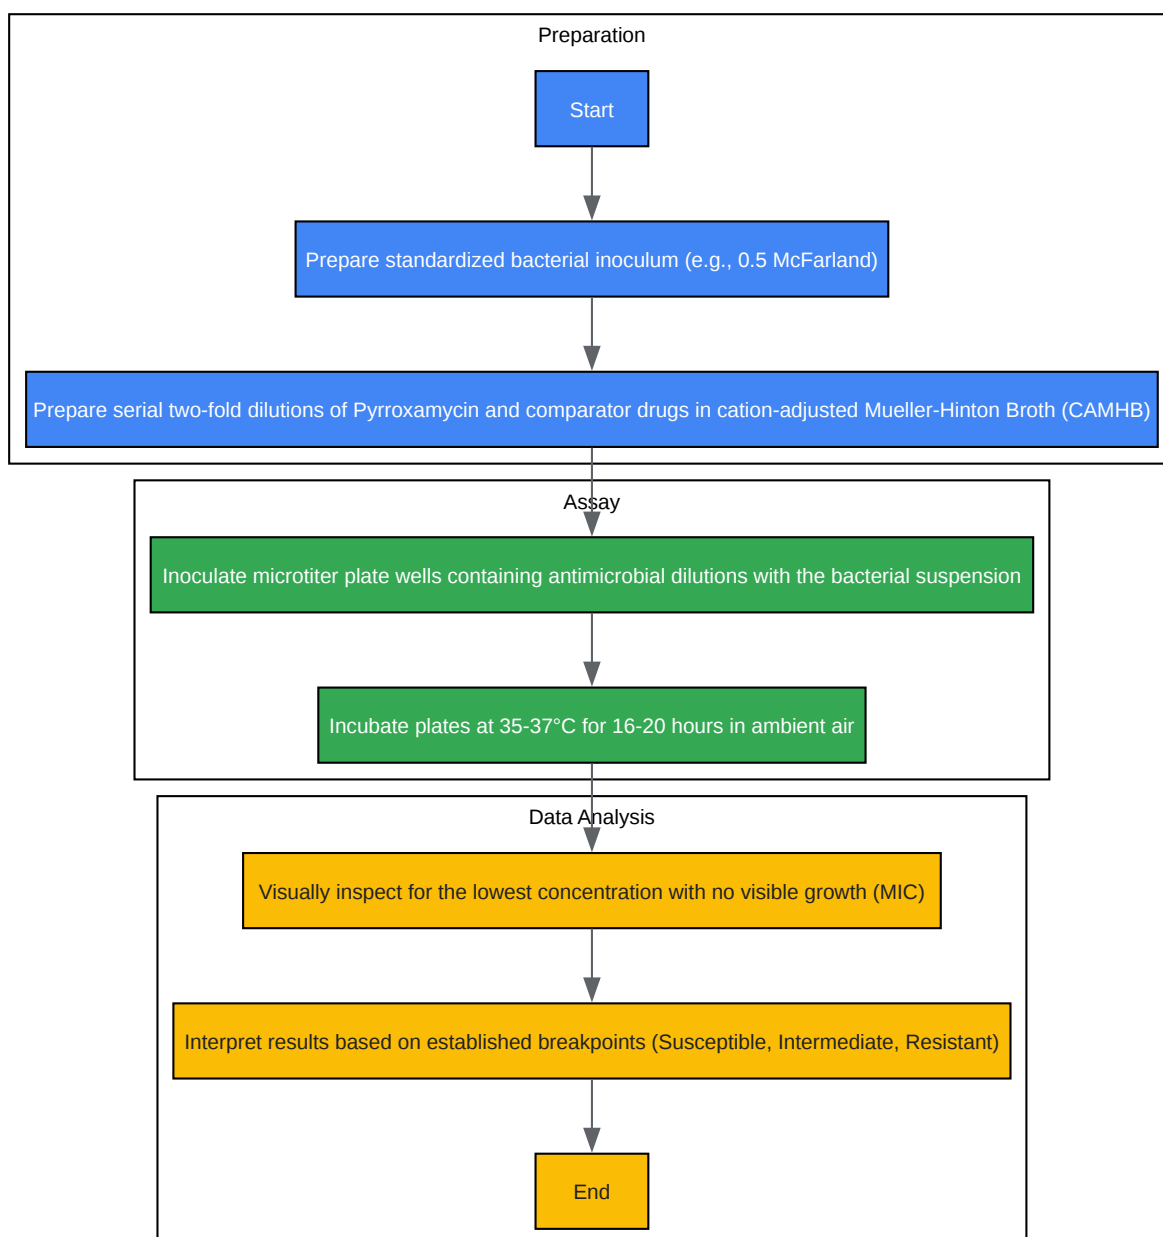 Preparation
Start
Prepare standardized bacterial inoculum (e.g., 0.5 McFarland)
Prepare serial two-fold dilutions of Pyrroxamycin and comparator drugs in cation-adjusted Mueller-Hinton Broth (CAMHB)
Assay
Inoculate microtiter plate wells containing antimicrobial dilutions with the bacterial suspension
Incubate plates at 35-37°C for 16-20 hours in ambient air
Data Analysis
Visually inspect for the lowest concentration with no visible growth (MIC)
Interpret results based on established breakpoints (Susceptible, Intermediate, Resistant)
End